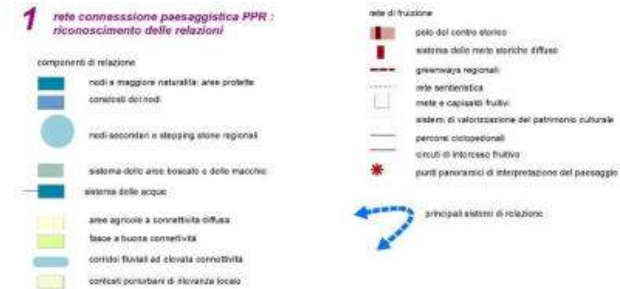 1 rete connesssione paesaggistica PPR :
riconoscimento delle relazioni
componenti di relazione
nodi a maggiore naturalità: aree protette
contesti dei nodi
nodi secondari e stepping stone regionali
sistema delle aree boscate e delle macchie
sistema delle acque
aree agricole a connettività diffusa
fasce a buona connettività
corridoi fluviali ad elevata connettività
contesti periurbani di rilevanza locale
rete di fruizione
polo del centro storico
sistema delle mete storiche diffuse
greenways regionali
rete sentieristica
mete e capisaldi fruitivi
sistemi di valorizzazione del patrimonio culturale
percorsi ciclopedonali
circuiti di interesse fruitivo
punti panoramici di interpretazione del paesaggio
principali sistemi di relazione